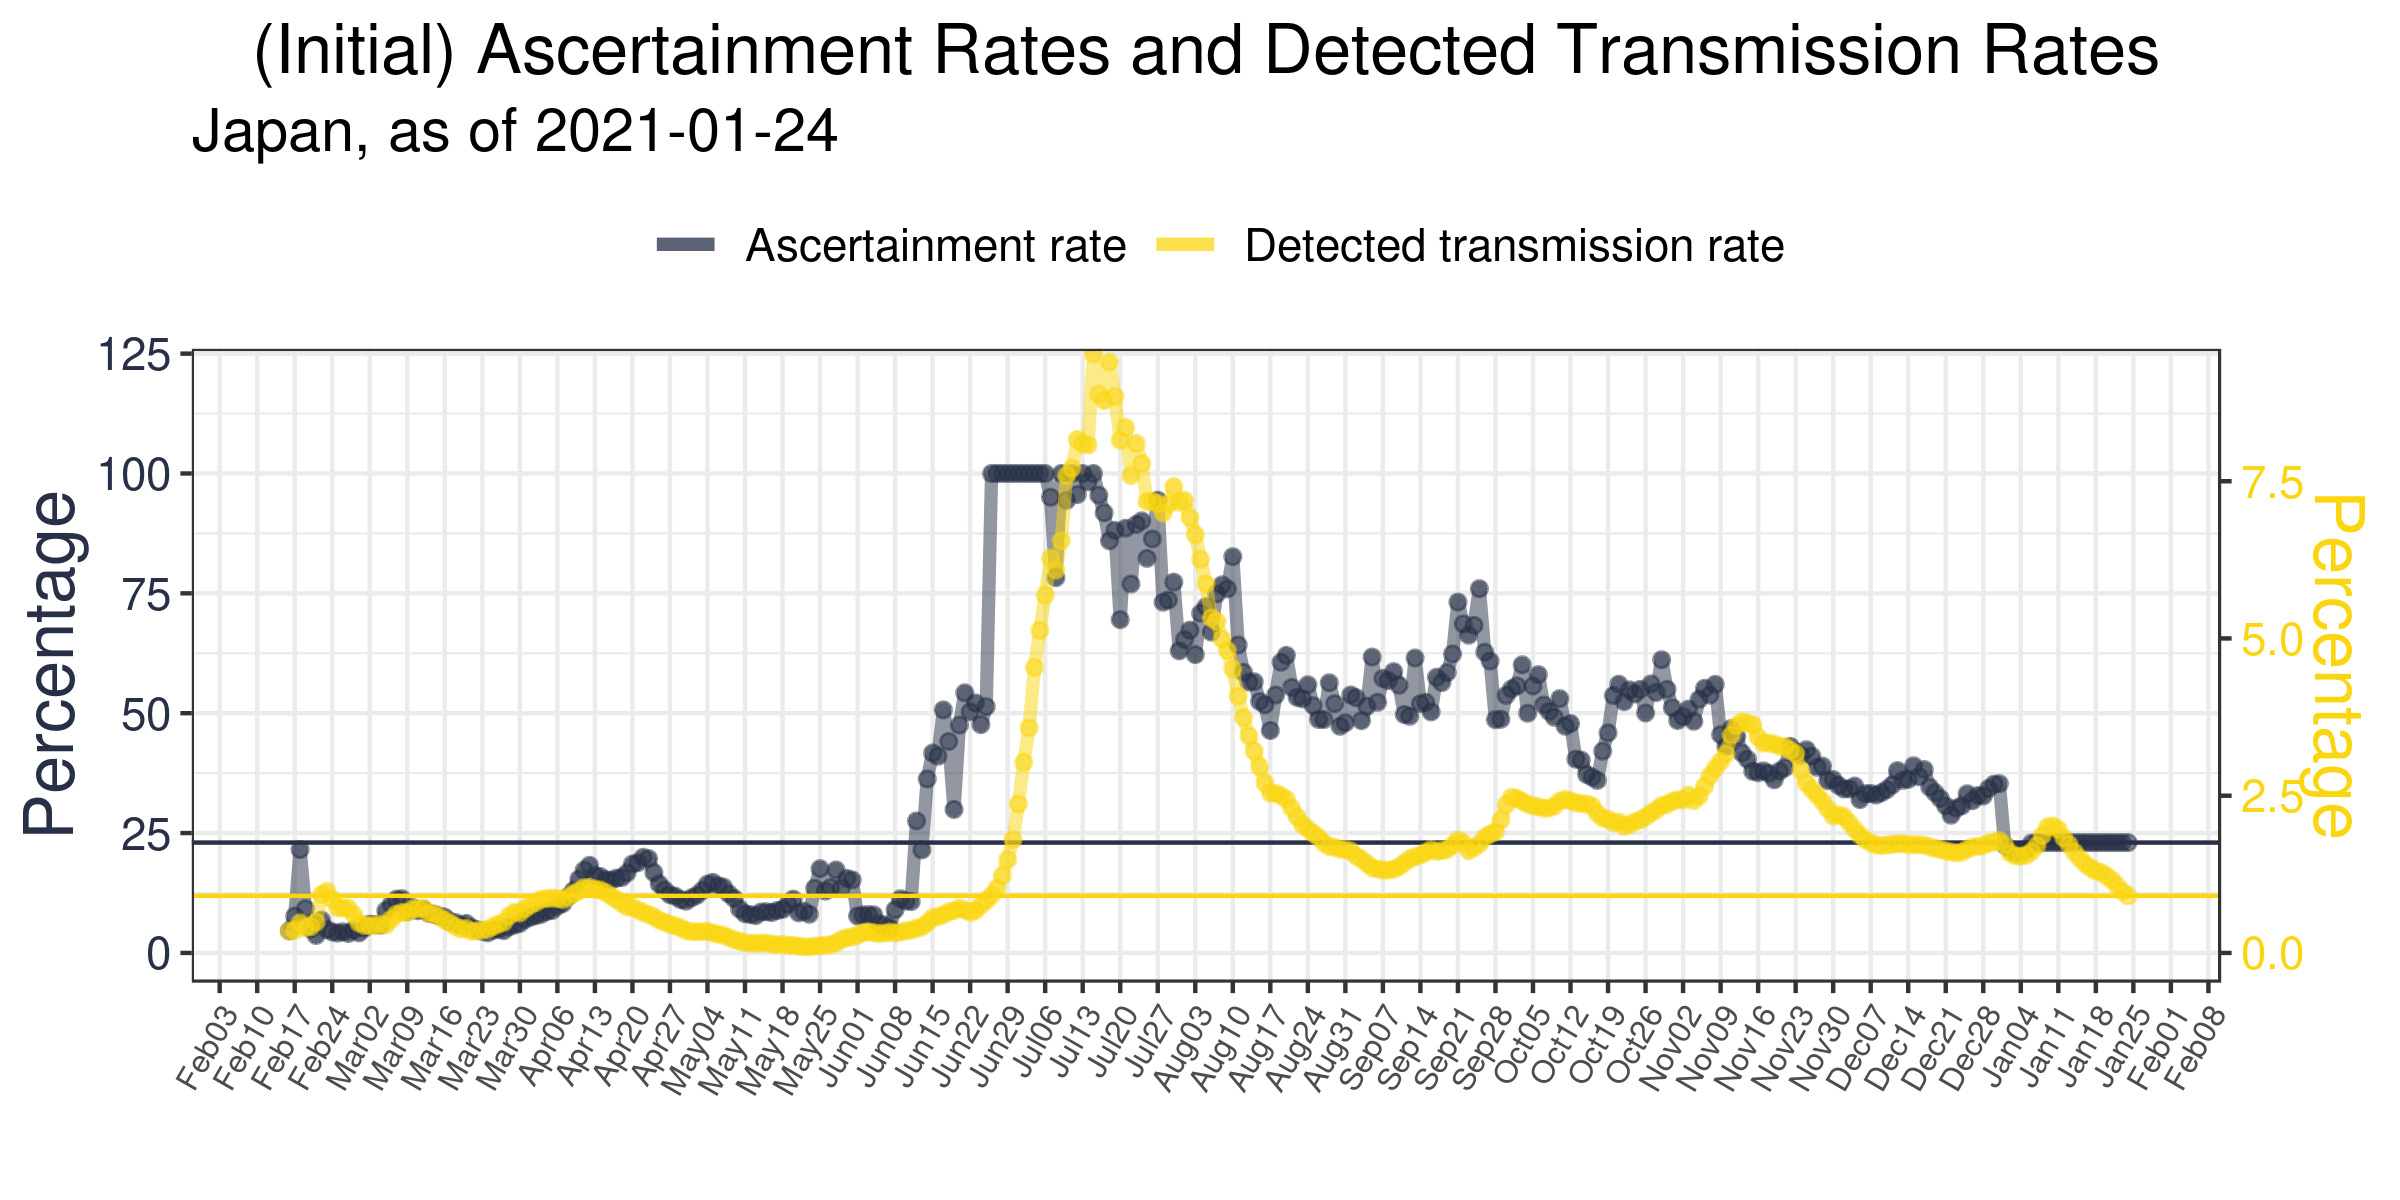 (Initial) Ascertainment Rates and Detected Transmission Rates
Japan, as of 2021-01-24
Ascertainment rate
Detected transmission rate
Percentage
125
100
75
50
25
0
7.5
5.0
2.5
0.0
Percentage
Feb03
Feb10
Feb17
Feb24
Mar02
Mar09
Mar16
Mar23
Mar30
Apr06
Apr13
Apr20
Apr27
May04
May11
May18
May25
Jun01
Jun08
Jun15
Jun22
Jun29
Jul06
Jul13
Jul20
Jul27
Aug03
Aug10
Aug17
Aug24
Aug31
Sep07
Sep14
Sep21
Sep28
Oct05
Oct12
Oct19
Oct26
Nov02
Nov09
Nov16
Nov23
Nov30
Dec07
Dec14
Dec21
Dec28
Jan04
Jan11
Jan18
Jan25
Feb01
Feb08